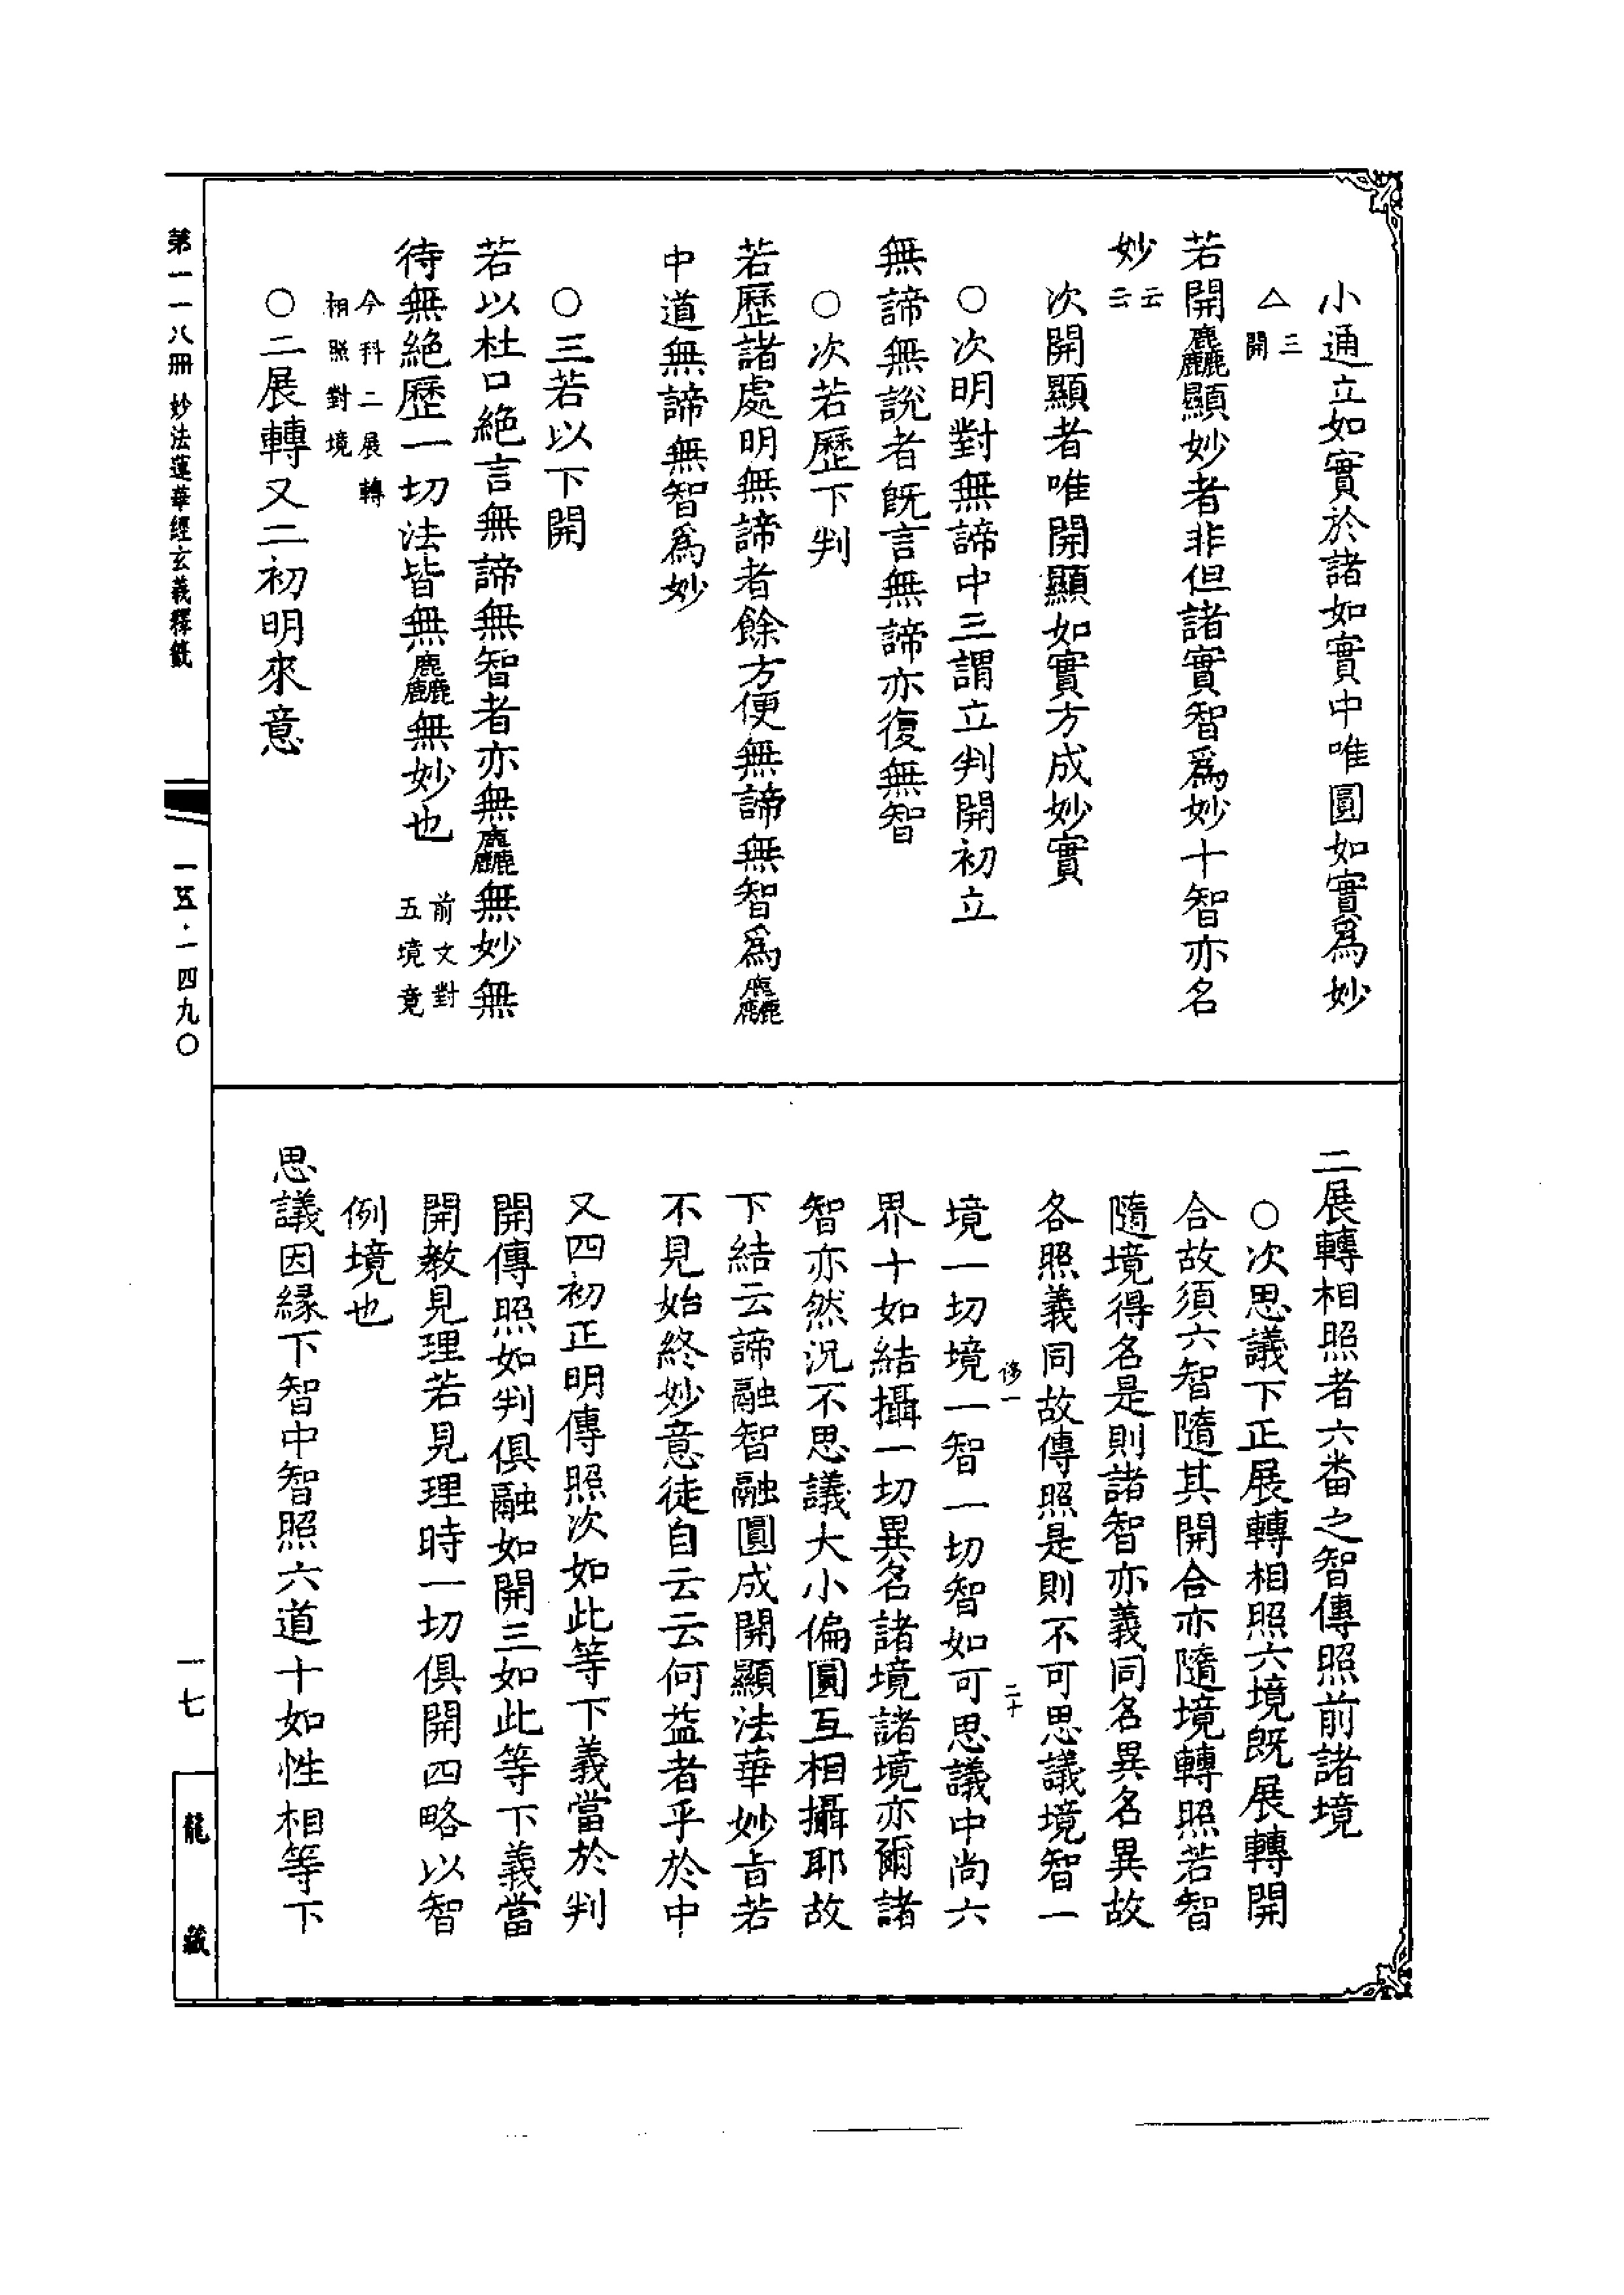 小通立如實於諸如實中唯圓如實爲妙
△三開
若開麤顯妙者非但諸實智爲妙十智亦名
妙云云
次開顯者唯開顯如實方成妙實
○次明對無諦中三謂立判開初立
無諦無說者既言無諦亦復無智
○次若歷下判
若歷諸處明無諦者餘方便無諦無智爲麤
中道無諦無智爲妙
○三若以下開
若以杜口絶言無諦無智者亦無麤無妙無
待無絶歷一切法皆無麤無妙也前文對五境竟
今科二展轉相照對境
○二展轉又二初明來意
二展轉相照者六番之智傳照前諸境
○次思議下正展轉相照六境既展轉開
合故須六智隨其開合亦隨境轉照若智
隨境得名是則諸智亦義同名異名異故
各照義同故傳照是則不可思議境智一
境一切境一智一切智如可思議中尚六
界十如結攝一切異名諸境諸境亦爾諸
智亦然況不思議大小偏圓互相攝耶故
下結云諦融智融圓成開顯法華妙旨若
不見始終妙意徒自云云何益者乎於中
又四初正明傳照次如此等下義當於判
開傳照如判俱融如開三如此等下義當
開教見理若見理時一切俱開四略以智
例境也
思議因緣下智中智照六道十如性相等下
第一一八冊 妙法蓮華經玄義釋籤
一五·一四九〇
一七
龍藏
二十